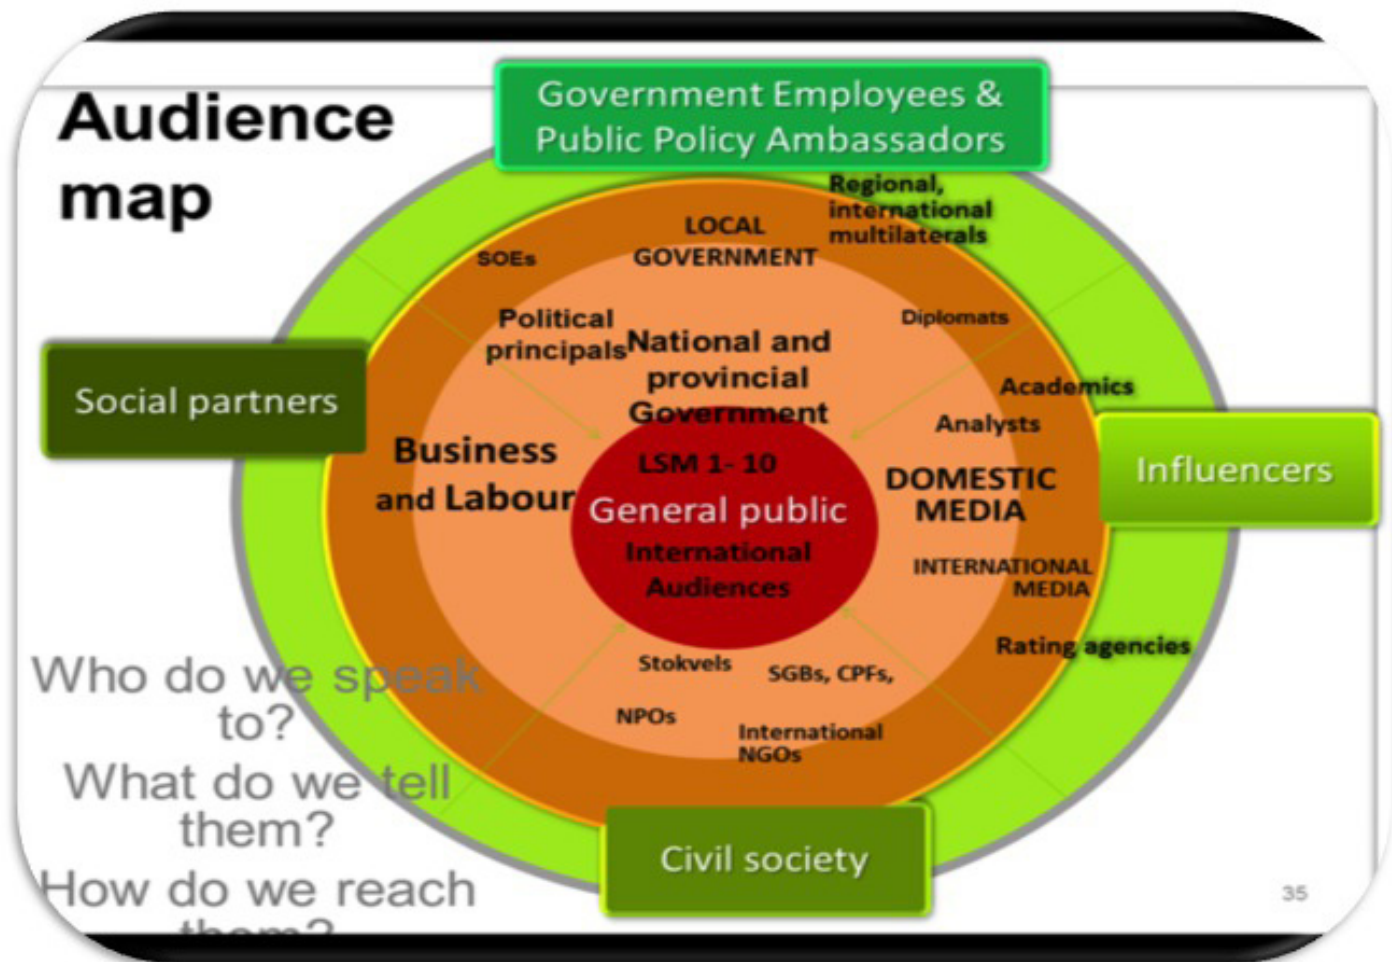 Audience
map
Government Employees &
Public Policy Ambassadors
Regional,
international
multilaterals
LOCAL
GOVERNMENT
SOEs
Political
principals
National and
provincial
Government
Diplomats
Academics
Analysts
Social partners
Influencers
Business
and Labour
LSM 1- 10
General public
International
Audiences
DOMESTIC
MEDIA
INTERNATIONAL
MEDIA
Rating agencies
Stokvels
SGBs, CPFs,
NPOs
International
NGOs
Civil society
Who do we speak
to?
What do we tell
them?
How do we reach
them?
35